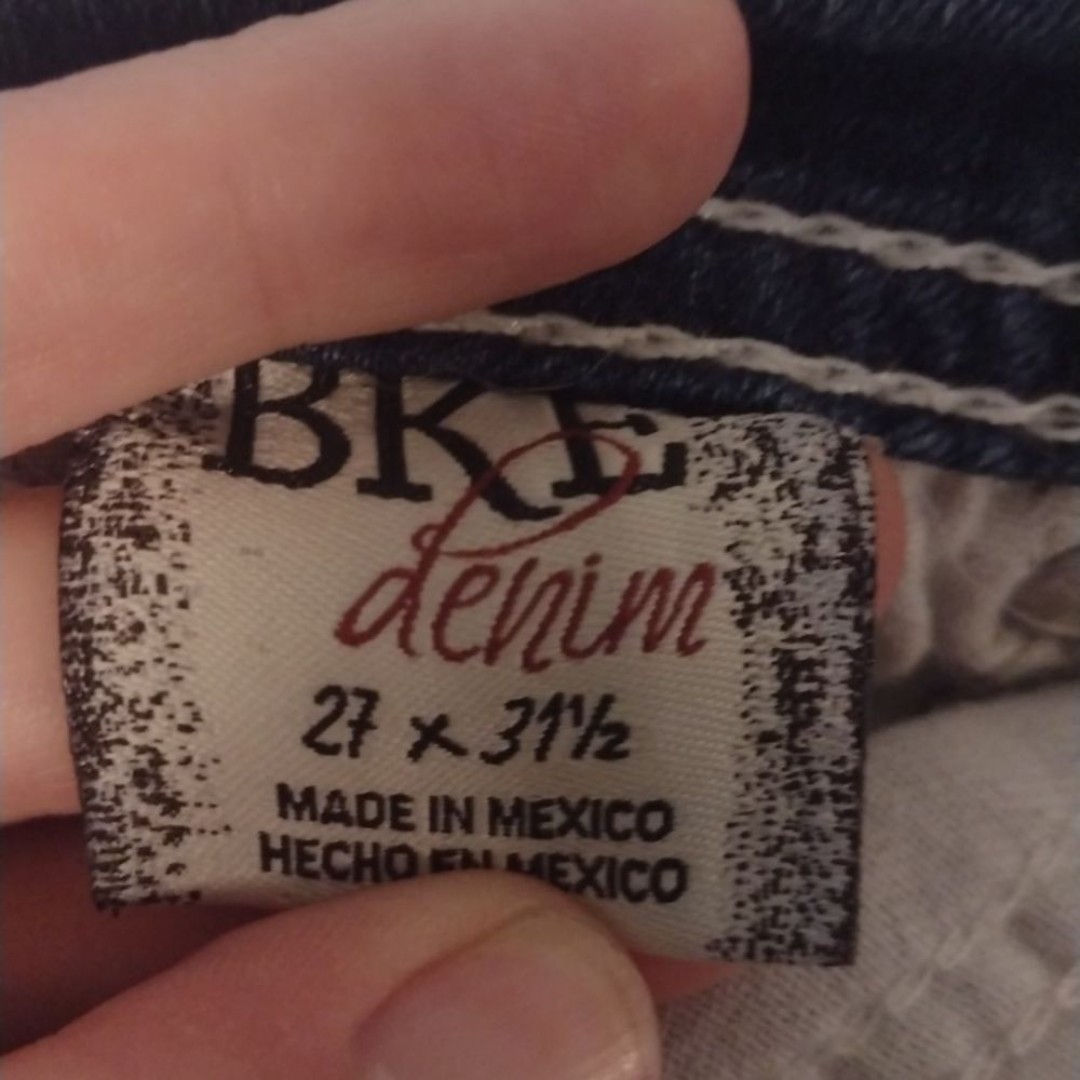 BKE
denim
27 x 31½
MADE IN MEXICO
HECHO EN MEXICO